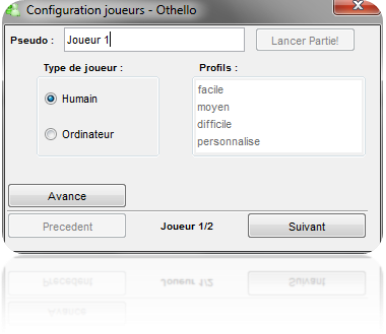 Configuration joueurs - Othello
Pseudo : Joueur 1 Lancer Partie!
Type de joueur : Profils :
Humain
Ordinateur
facile
moyen
difficile
personnalise
Avance
Precedent Joueur 1/2 Suivant